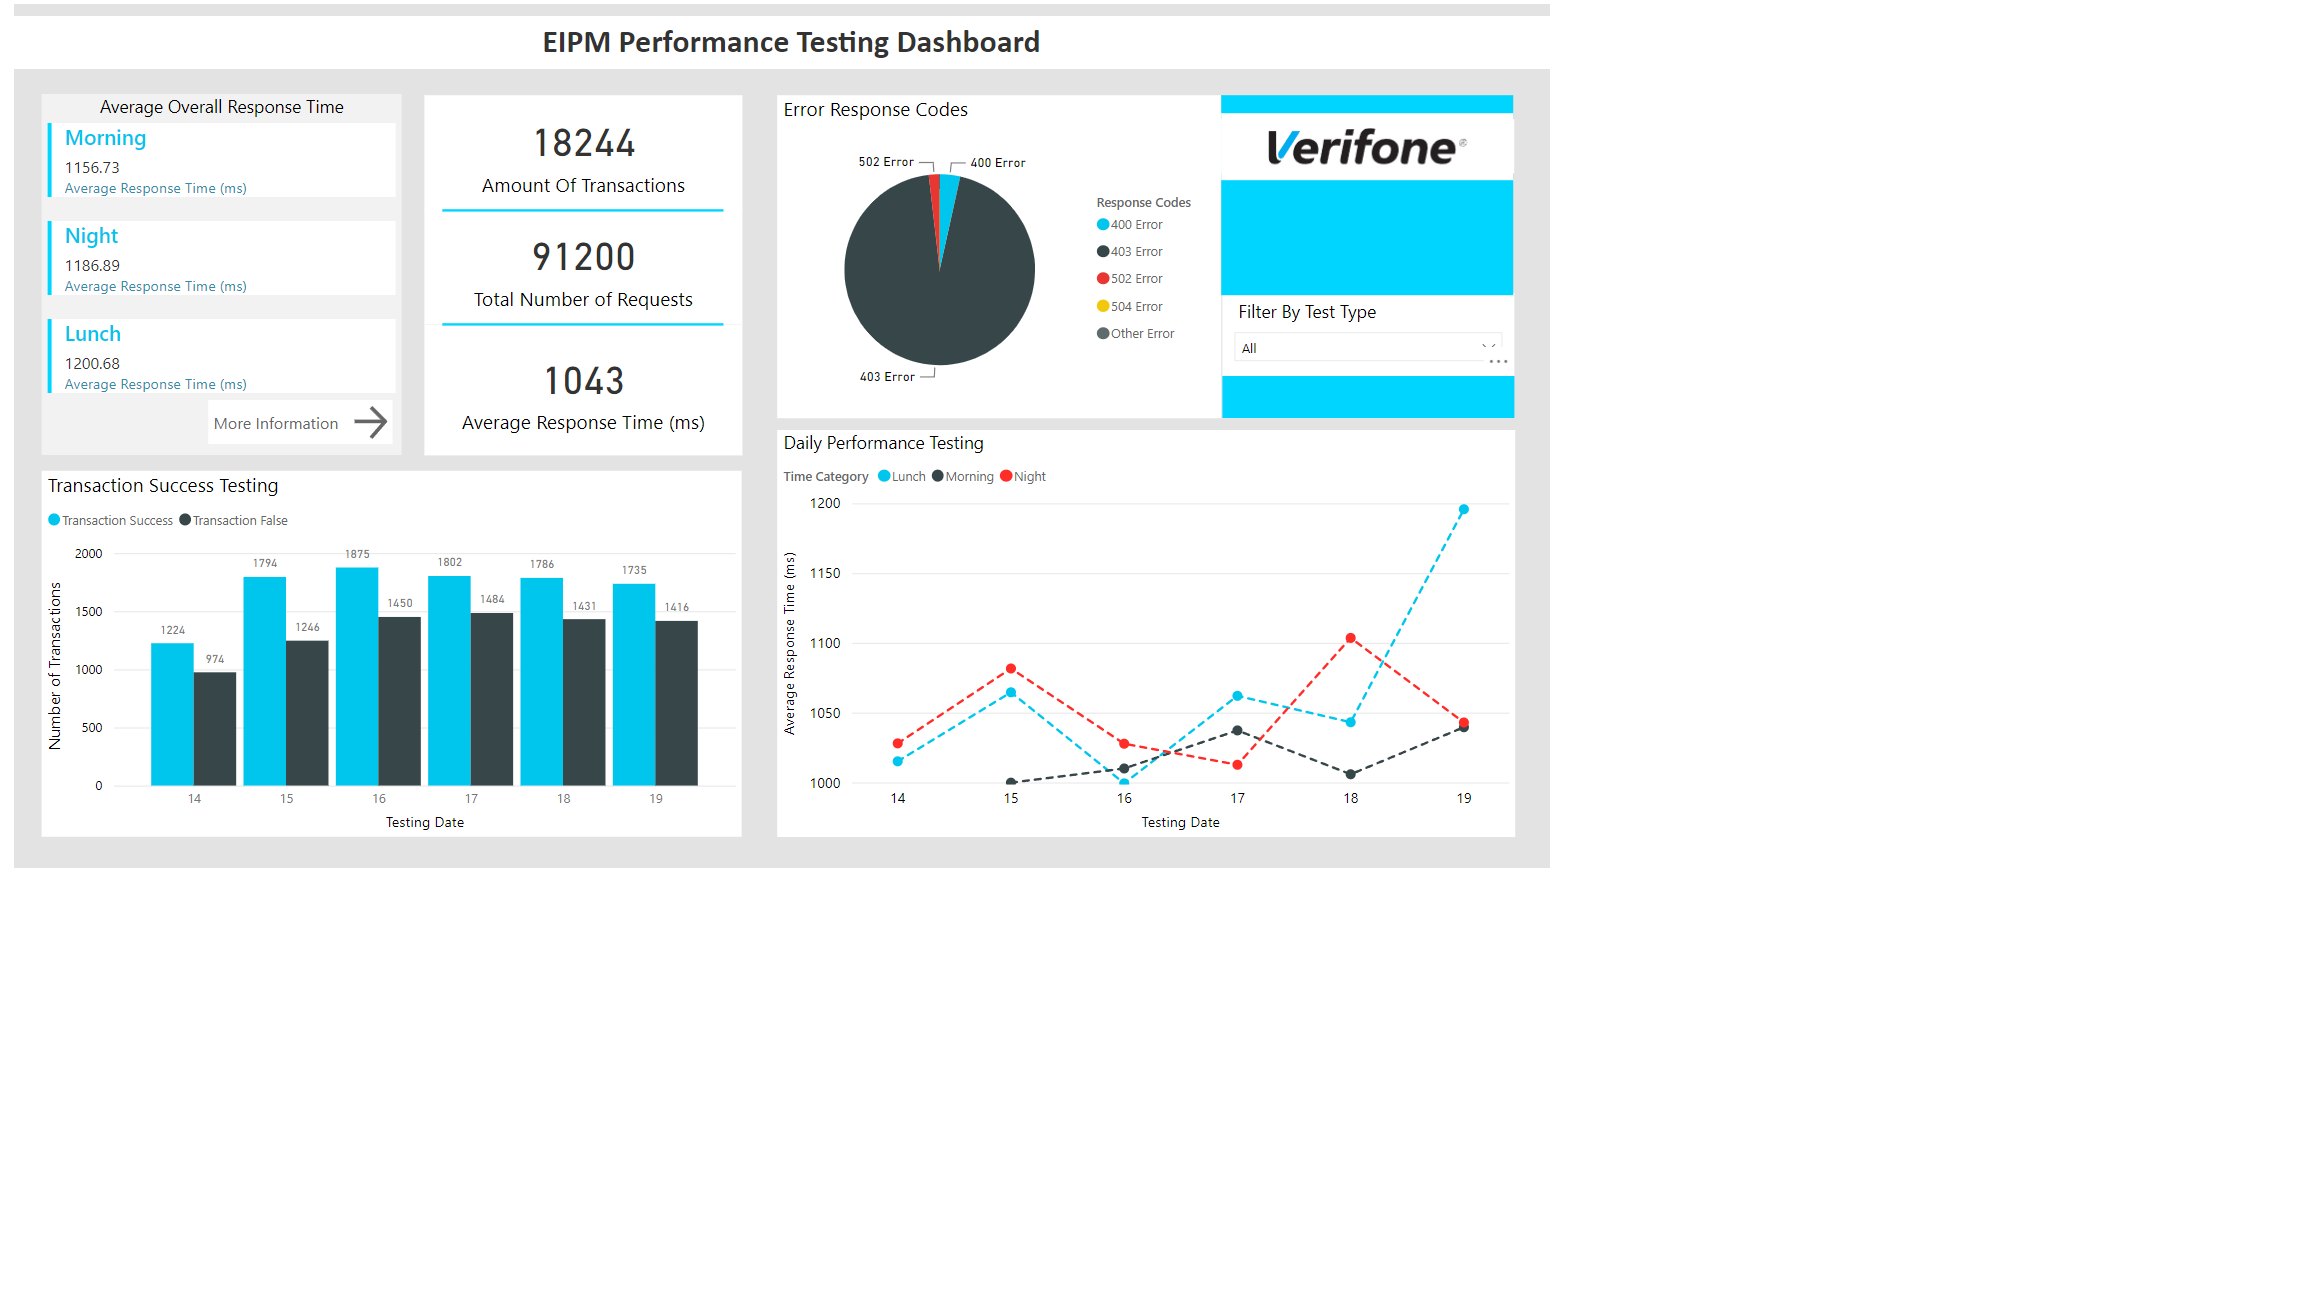 EIPM Performance Testing Dashboard
Average Overall Response Time
Morning
1156.73
Average Response Time (ms)
Night
1186.89
Average Response Time (ms)
Lunch
1200.68
Average Response Time (ms)
More Information
18244
Amount Of Transactions
91200
Total Number of Requests
1043
Average Response Time (ms)
Error Response Codes
502 Error
400 Error
403 Error
Response Codes
400 Error
403 Error
502 Error
504 Error
Other Error
Verifone®
Filter By Test Type
All
Transaction Success Testing
Transaction Success Transaction False
Number of Transactions
2000
1500
1000
500
0
1224
974
1794
1246
1875
1450
1802
1484
1786
1431
1735
1416
14 15 16 17 18 19
Testing Date
Daily Performance Testing
Time Category Lunch Morning Night
Average Response Time (ms)
1200
1150
1100
1050
1000
14 15 16 17 18 19
Testing Date